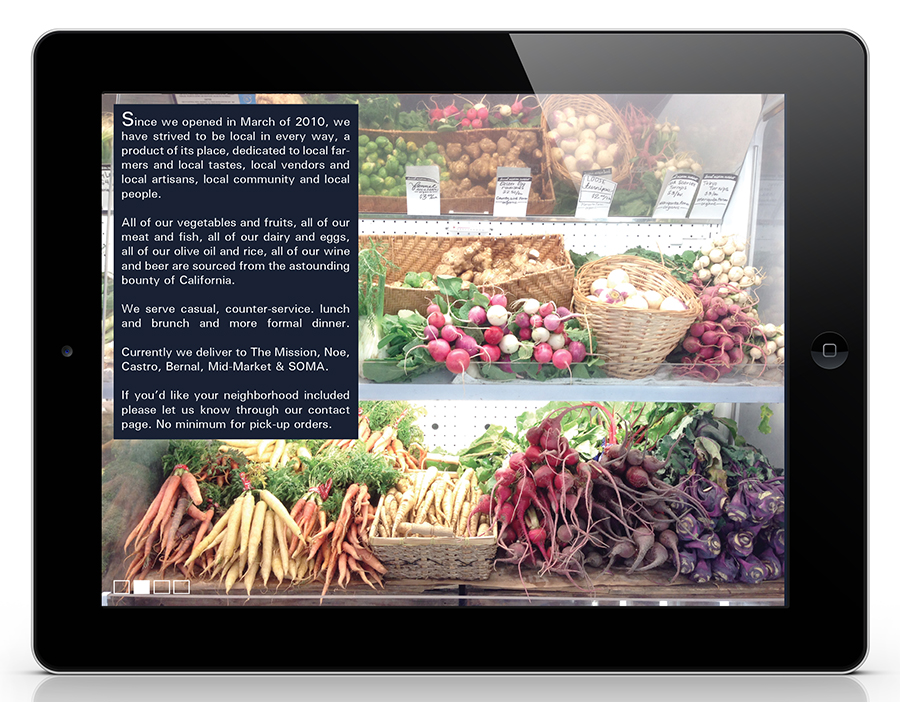 Since we opened in March of 2010, we
have strived to be local in every way, a
product of its place, dedicated to local far-
mers and local tastes, local vendors and
local artisans, local community and local
people.
All of our vegetables and fruits, all of our
meat and fish, all of our dairy and eggs,
all of our olive oil and rice, all of our wine
and beer are sourced from the astounding
bounty of California.
We serve casual, counter-service. lunch
and brunch and more formal dinner.
Currently we deliver to The Mission, Noe,
Castro, Bernal, Mid-Market & SOMA.
If you'd like your neighborhood included
please let us know through our contact
page. No minimum for pick-up orders.